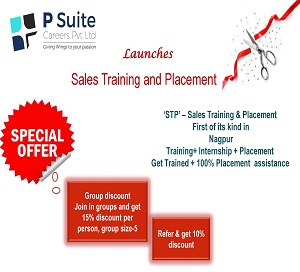 P Suite
Careers Pvt Ltd
Giving Wings to your passion
Launches
Sales Training and Placement
'STP' – Sales Training & Placement
First of its kind in
Nagpur
Training+ Internship + Placement
Get Trained + 100% Placement assistance
SPECIAL
OFFER
Group discount
Join in groups and get
15% discount per
person, group size-5
Refer & get 10%
discount